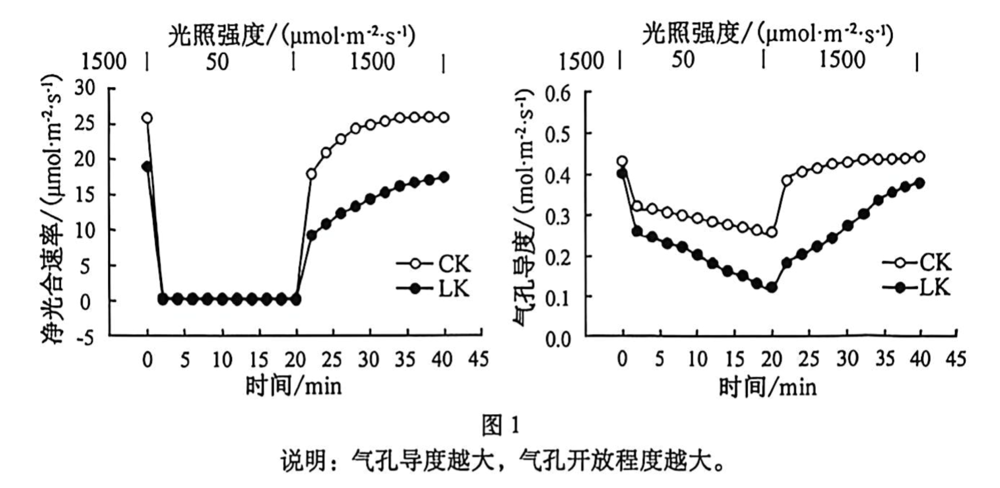 光照强度/(μmol·m⁻²·s⁻¹)
1500 | 50 | 1500 |
净光合速率/(μmol·m⁻²·s⁻¹)
30
25
20
15
10
5
0
-5
CK
LK
0 5 10 15 20 25 30 35 40 45
时间/min
光照强度/(μmol·m⁻²·s⁻¹)
1500 | 50 | 1500 |
气孔导度/(mol·m⁻²·s⁻¹)
0.6
0.5
0.4
0.3
0.2
0.1
0.0
CK
LK
0 5 10 15 20 25 30 35 40 45
时间/min
图1
说明：气孔导度越大，气孔开放程度越大。